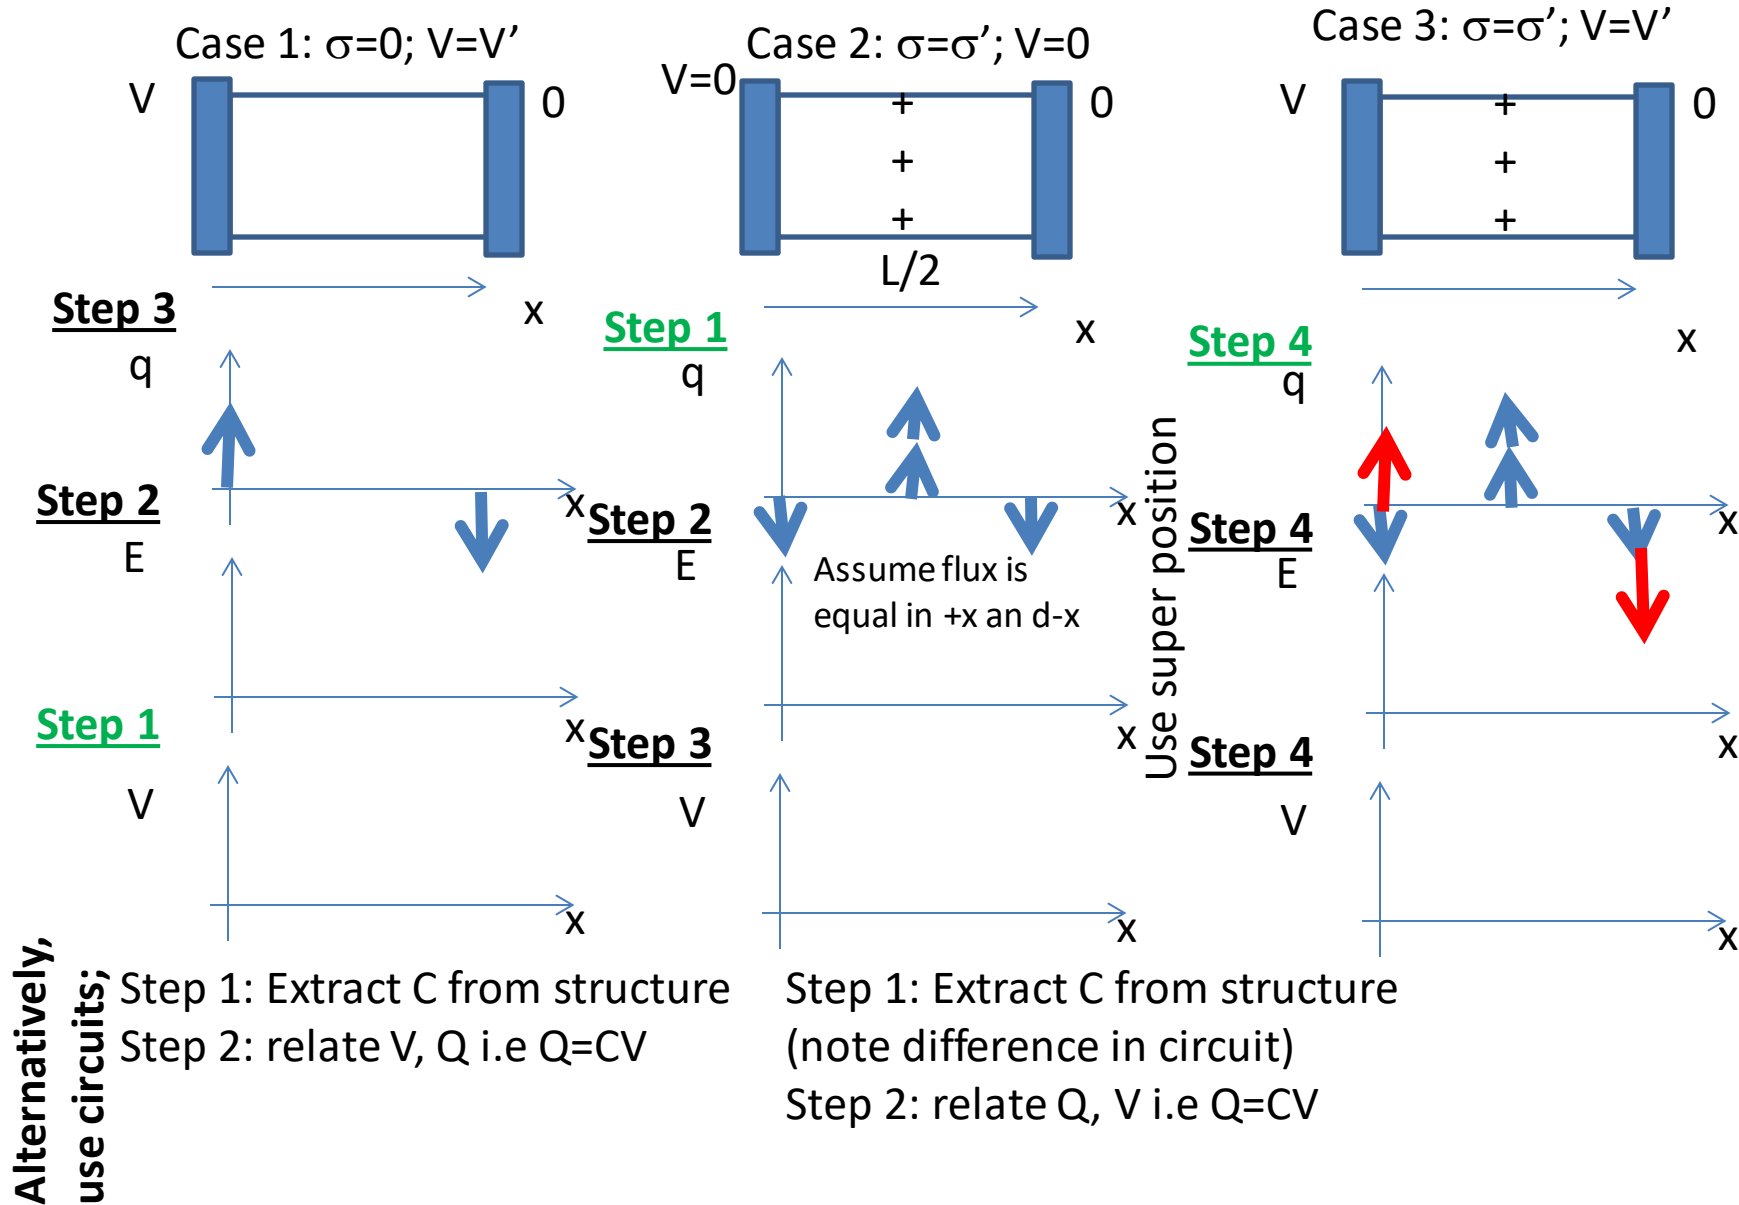 Case 1: σ=0; V=V’
V
0
x
Step 3
q
x
Step 2
E
x
Step 1
V
x
Case 2: σ=σ’; V=0
V=0
0
+
+
+
L/2
x
Step 1
q
x
Step 2
E
Assume flux is
equal in +x an d-x
x
Step 3
V
x
Use super position
Case 3: σ=σ’; V=V’
V
0
+
+
+
x
Step 4
q
x
Step 4
E
x
Step 4
V
x
Alternatively,
use circuits;
Step 1: Extract C from structure
Step 2: relate V, Q i.e Q=CV
Step 1: Extract C from structure
(note difference in circuit)
Step 2: relate Q, V i.e Q=CV